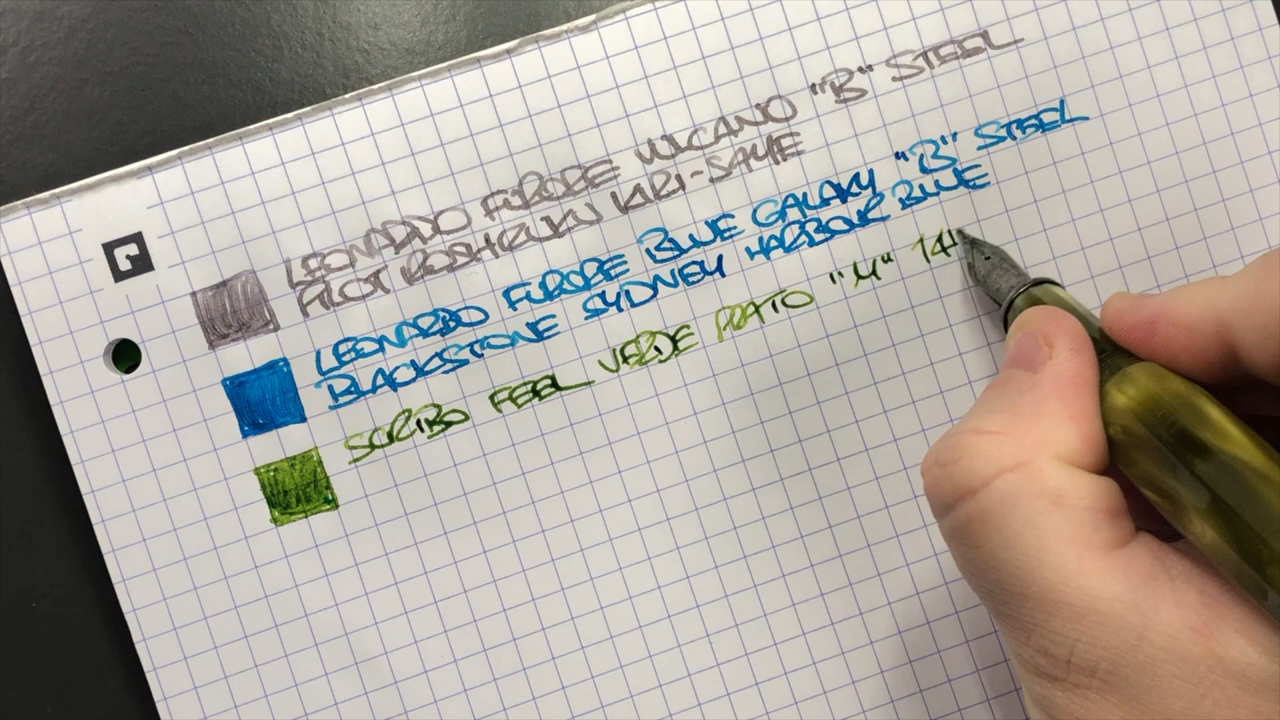 LEONARDO FURORE VULCANO "B" STEEL
PILOT IROSHIZUKU KIRI-SAME
LEONARDO FURORE BLUE GALAXY "B" STEEL
BLACKSTONE SYDNEY HARBOUR BLUE
SCRIBO FEEL VERDE PRATO "M" 14